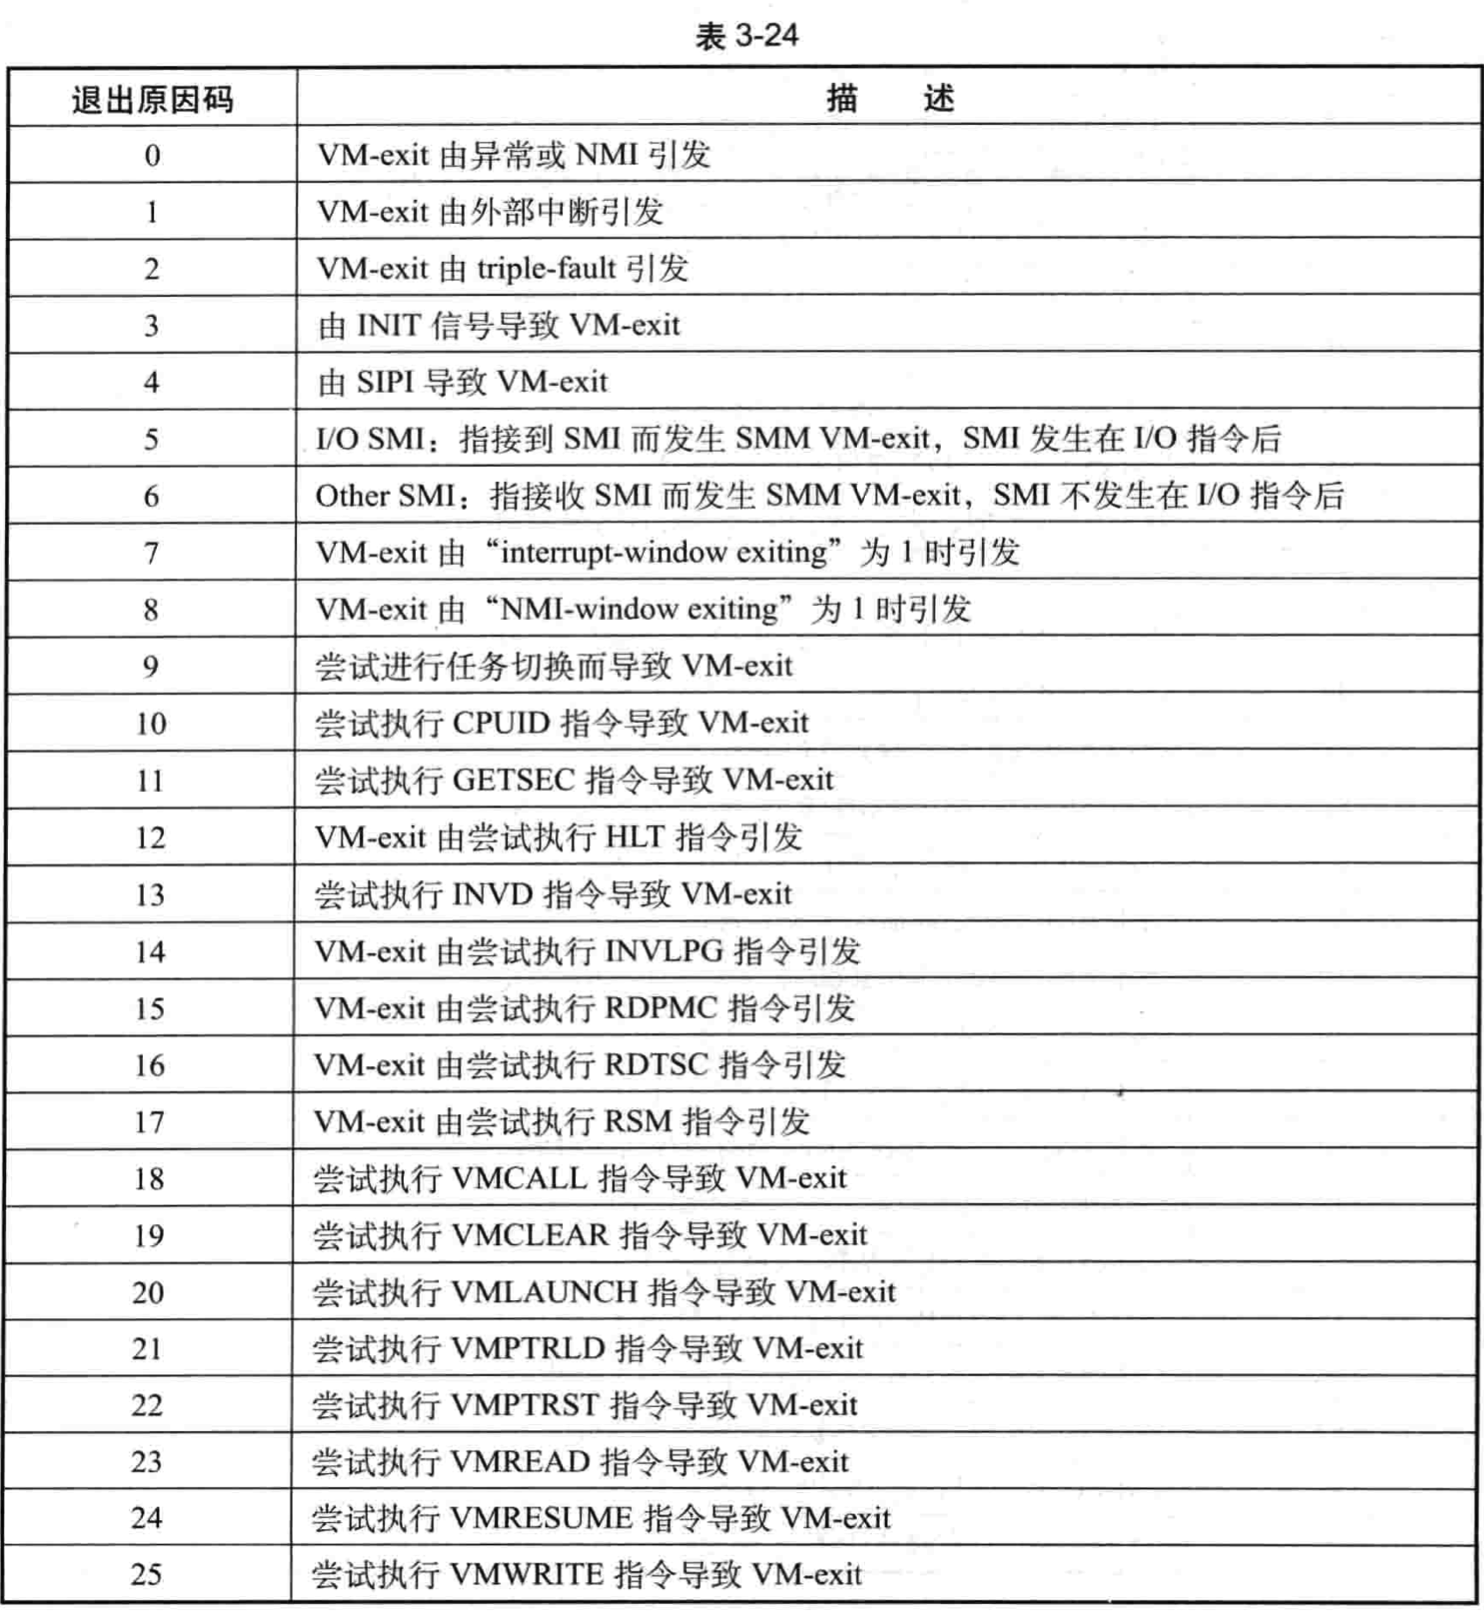 表 3-24
退出原因码 描 述
0 VM-exit 由异常或 NMI 引发
1 VM-exit 由外部中断引发
2 VM-exit 由 triple-fault 引发
3 由 INIT 信号导致 VM-exit
4 由 SIPI 导致 VM-exit
5 I/O SMI：指接到 SMI 而发生 SMM VM-exit，SMI 发生在 I/O 指令后
6 Other SMI：指接收 SMI 而发生 SMM VM-exit，SMI 不发生在 I/O 指令后
7 VM-exit 由“interrupt-window exiting”为 1 时引发
8 VM-exit 由“NMI-window exiting”为 1 时引发
9 尝试进行任务切换而导致 VM-exit
10 尝试执行 CPUID 指令导致 VM-exit
11 尝试执行 GETSEC 指令导致 VM-exit
12 VM-exit 由尝试执行 HLT 指令引发
13 尝试执行 INVD 指令导致 VM-exit
14 VM-exit 由尝试执行 INVLPG 指令引发
15 VM-exit 由尝试执行 RDPMC 指令引发
16 VM-exit 由尝试执行 RDTSC 指令引发
17 VM-exit 由尝试执行 RSM 指令引发
18 尝试执行 VMCALL 指令导致 VM-exit
19 尝试执行 VMCLEAR 指令导致 VM-exit
20 尝试执行 VMLAUNCH 指令导致 VM-exit
21 尝试执行 VMPTRLD 指令导致 VM-exit
22 尝试执行 VMPTRST 指令导致 VM-exit
23 尝试执行 VMREAD 指令导致 VM-exit
24 尝试执行 VMRESUME 指令导致 VM-exit
25 尝试执行 VMWRITE 指令导致 VM-exit